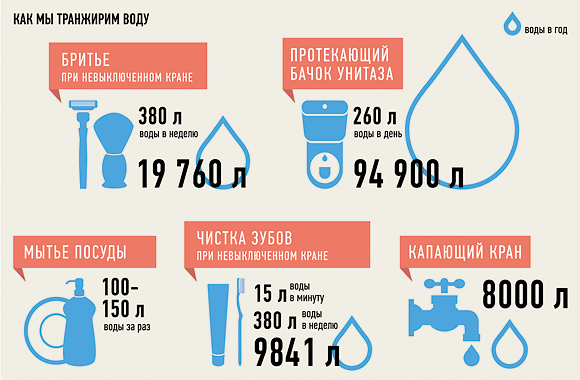 КАК МЫ ТРАНЖИРИМ ВОДУ
ВОДЫ В ГОД
БРИТЬЕ
ПРИ НЕВЫКЛЮЧЕННОМ КРАНЕ
380 л
ВОДЫ В НЕДЕЛЮ
19 760 л
ПРОТЕКАЮЩИЙ
БАЧОК УНИТАЗА
260 л
ВОДЫ В ДЕНЬ
94 900 л
МЫТЬЕ ПОСУДЫ
100–
150 л
ВОДЫ ЗА РАЗ
ЧИСТКА ЗУБОВ
ПРИ НЕВЫКЛЮЧЕННОМ КРАНЕ
15 л ВОДЫ
В МИНУТУ
380 л ВОДЫ
В НЕДЕЛЮ
9841 л
КАПАЮЩИЙ КРАН
8000 л